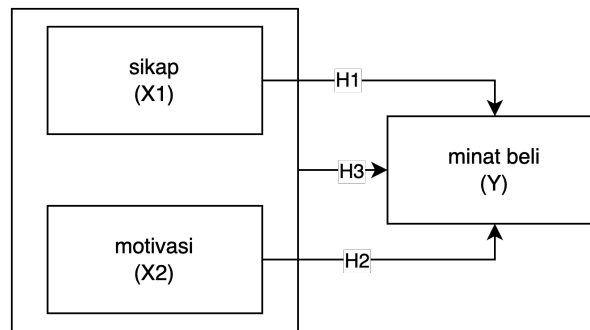 sikap
(X1)
H1
minat beli
(Y)
H3
motivasi
(X2)
H2